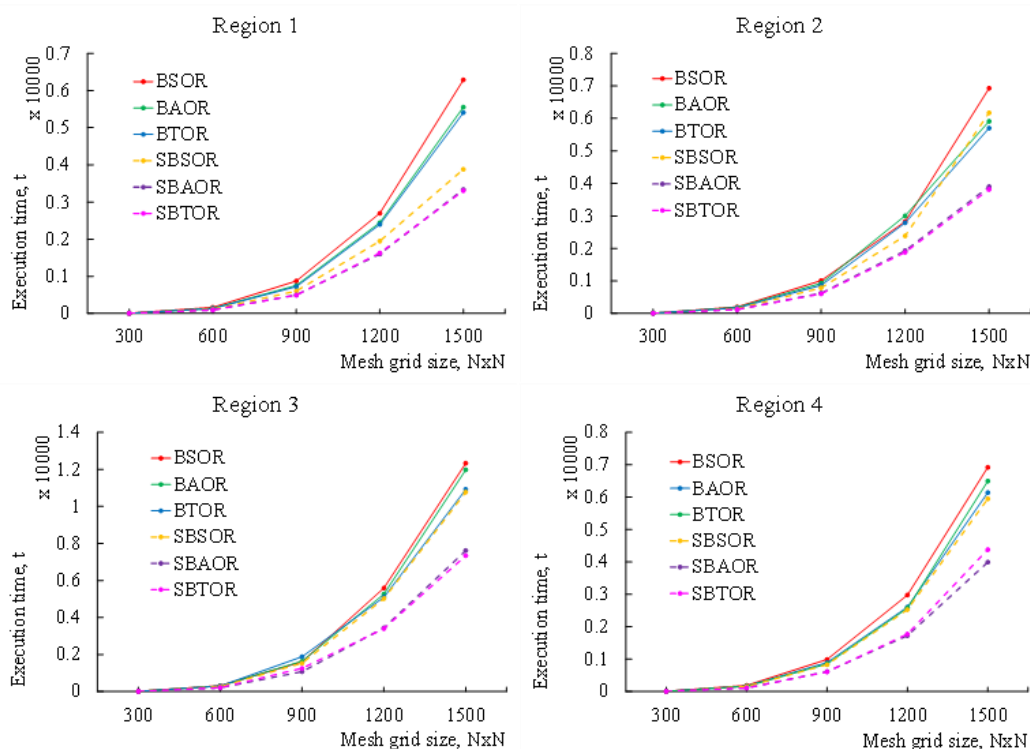 Region 1
x 10000
Execution time, t
0.7
0.6
0.5
0.4
0.3
0.2
0.1
0
BSOR
BAOR
BTOR
SBSOR
SBAOR
SBTOR
300 600 900 1200 1500
Mesh grid size, NxN
Region 2
x 10000
Execution time, t
0.8
0.7
0.6
0.5
0.4
0.3
0.2
0.1
0
BSOR
BAOR
BTOR
SBSOR
SBAOR
SBTOR
300 600 900 1200 1500
Mesh grid size, NxN
Region 3
x 10000
Execution time, t
1.4
1.2
1
0.8
0.6
0.4
0.2
0
BSOR
BAOR
BTOR
SBSOR
SBAOR
SBTOR
300 600 900 1200 1500
Mesh grid size, NxN
Region 4
x 10000
Execution time, t
0.8
0.7
0.6
0.5
0.4
0.3
0.2
0.1
0
BSOR
BAOR
BTOR
SBSOR
SBAOR
SBTOR
300 600 900 1200 1500
Mesh grid size, NxN